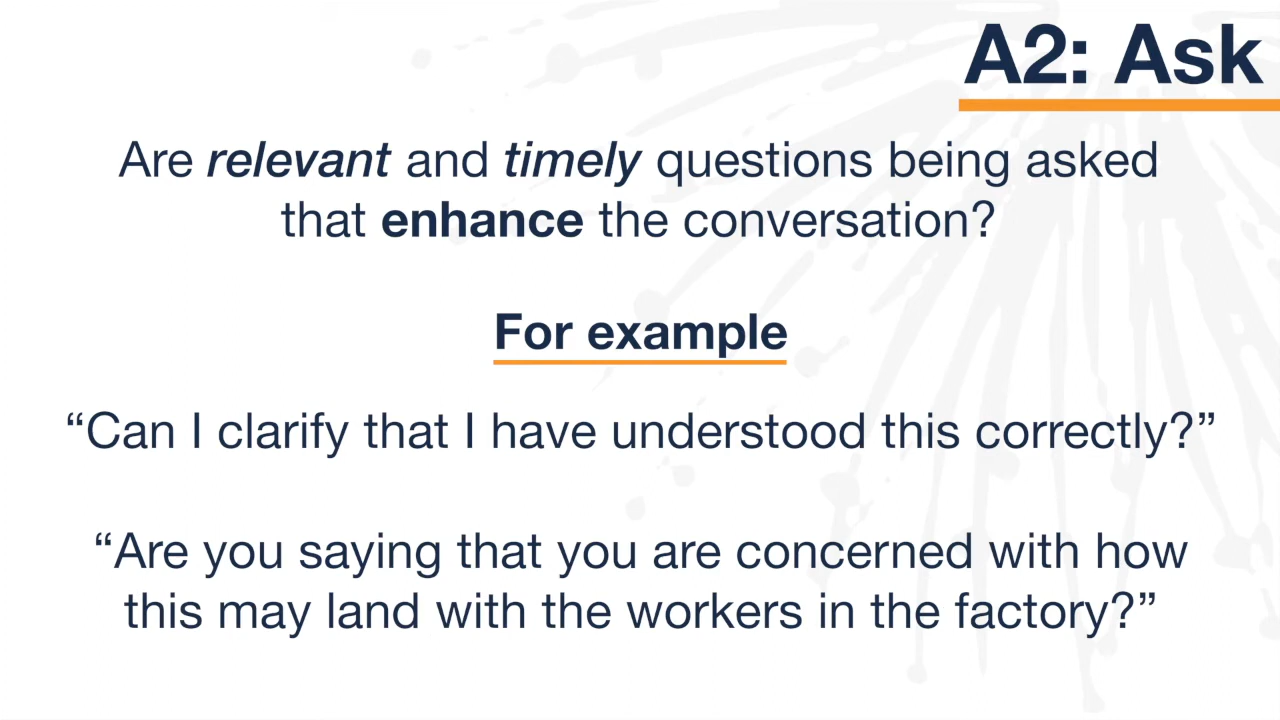 A2: Ask
Are relevant and timely questions being asked
that enhance the conversation?
For example
“Can I clarify that I have understood this correctly?”
“Are you saying that you are concerned with how
this may land with the workers in the factory?”